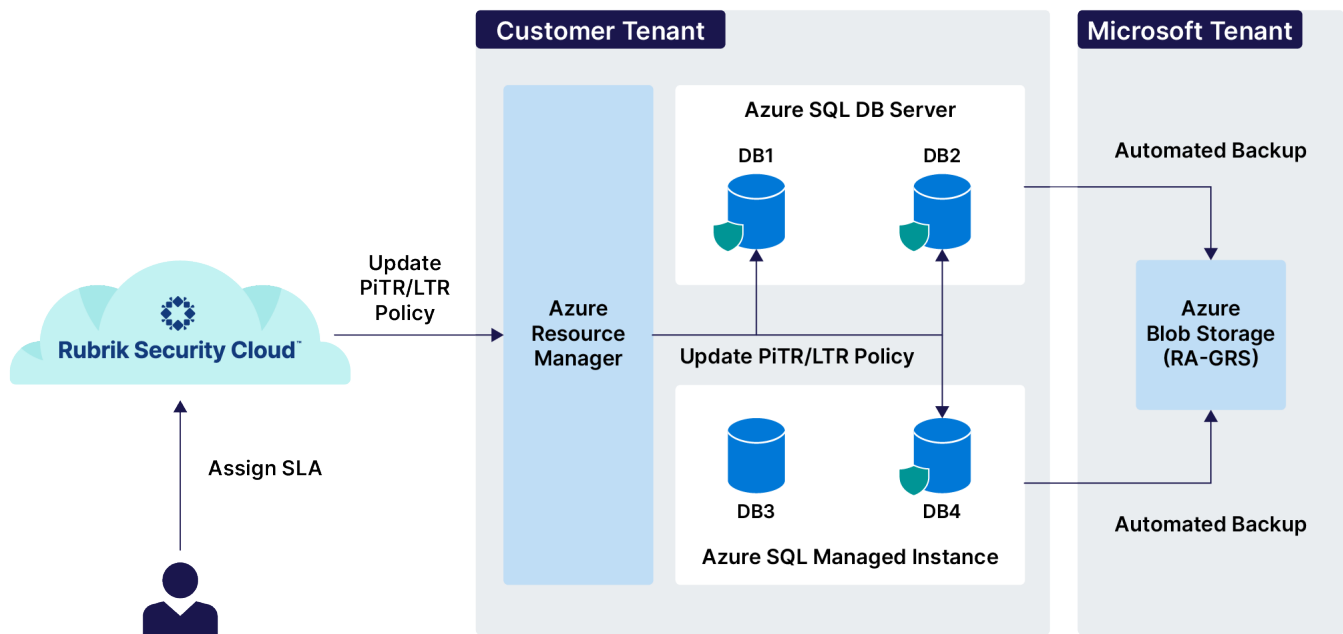 Customer Tenant
Microsoft Tenant
Azure SQL DB Server
DB1
DB2
Automated Backup
Update
PiTR/LTR
Policy
Rubrik Security Cloud™
Azure
Resource
Manager
Update PiTR/LTR Policy
Azure
Blob Storage
(RA-GRS)
Assign SLA
DB3
DB4
Automated Backup
Azure SQL Managed Instance